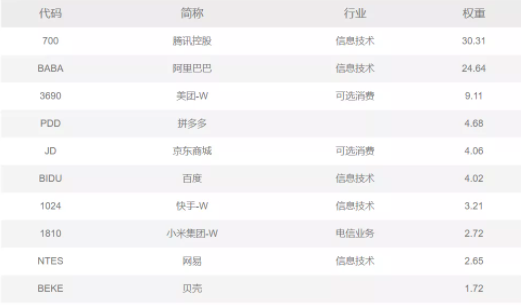 代码 简称 行业 权重
700 腾讯控股 信息技术 30.31
BABA 阿里巴巴 信息技术 24.64
3690 美团-W 可选消费 9.11
PDD 拼多多 4.68
JD 京东商城 可选消费 4.06
BIDU 百度 信息技术 4.02
1024 快手-W 信息技术 3.21
1810 小米集团-W 电信业务 2.72
NTES 网易 信息技术 2.65
BEKE 贝壳 1.72